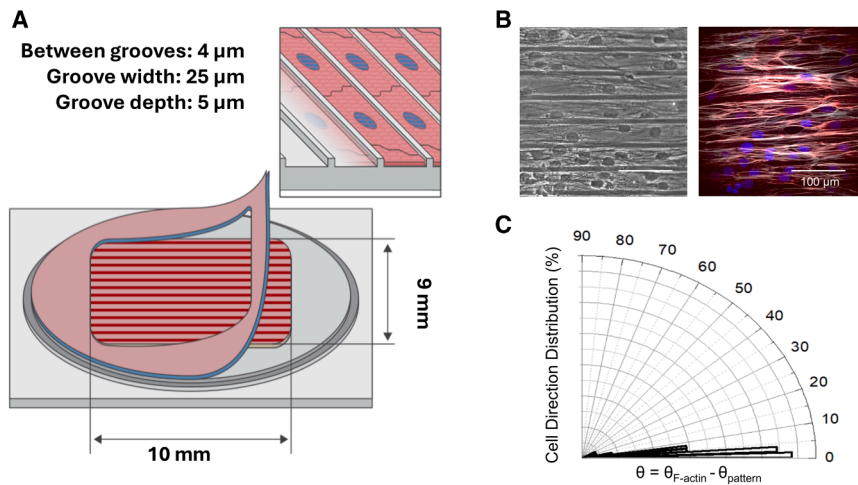 A
Between grooves: 4 µm
Groove width: 25 µm
Groove depth: 5 µm
9 mm
10 mm
B
100 µm
C
Cell Direction Distribution (%)
90
80
70
60
50
40
30
20
10
0
θ = θF-actin - θpattern